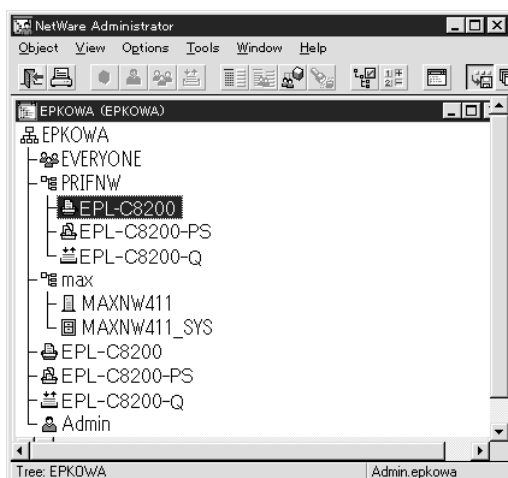 NetWare Administrator
Object View Options Tools Window Help
EPKOWA (EPKOWA)
EPKOWA
EVERYONE
PRIFNW
EPL-C8200
EPL-C8200-PS
EPL-C8200-Q
max
MAXNW411
MAXNW411_SYS
EPL-C8200
EPL-C8200-PS
EPL-C8200-Q
Admin
Tree: EPKOWA Admin.epkowa